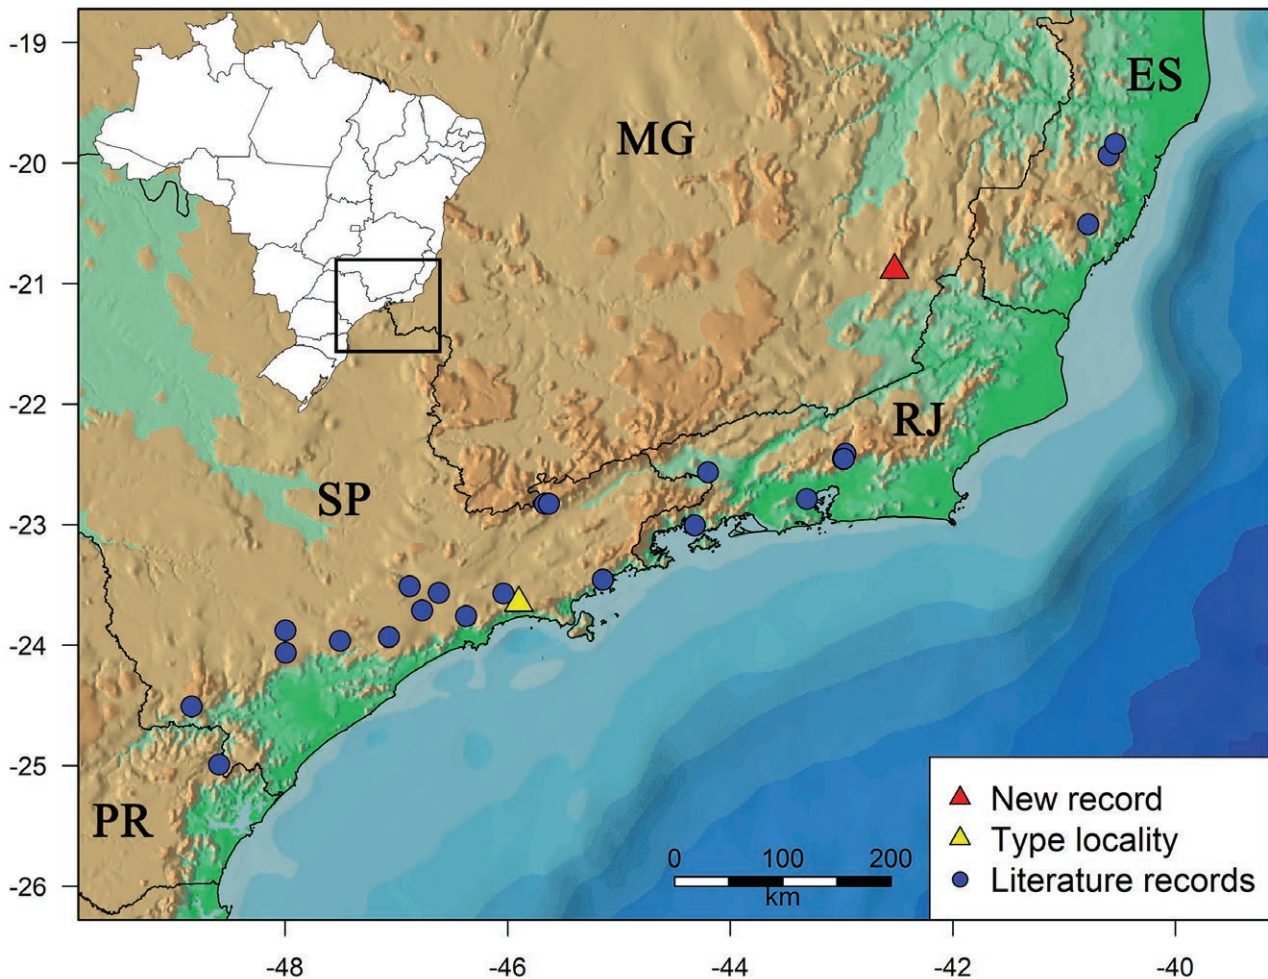 -19
-20
-21
-22
-23
-24
-25
-26
ES
MG
RJ
SP
PR
New record
Type locality
Literature records
0 100 200
km
-48 -46 -44 -42 -40